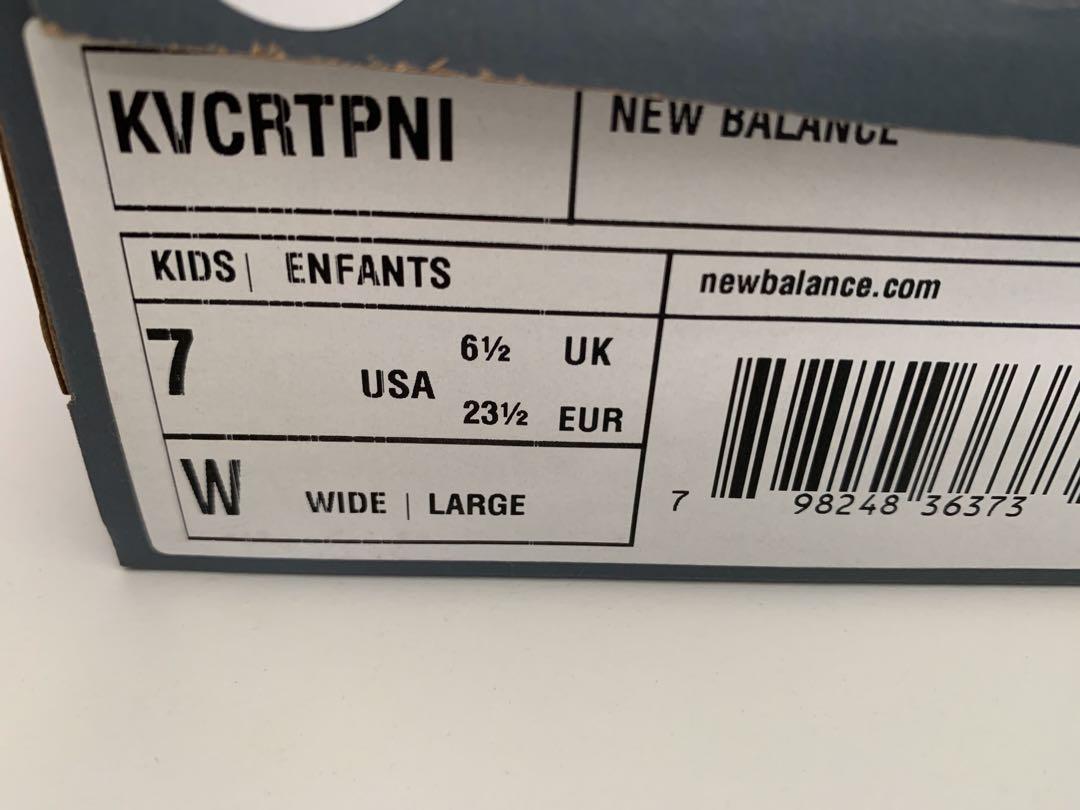 KVCRTPNI
NEW BALANCE
KIDS | ENFANTS
newbalance.com
7 USA
6½ UK
23½ EUR
W WIDE | LARGE
7 98248 36373